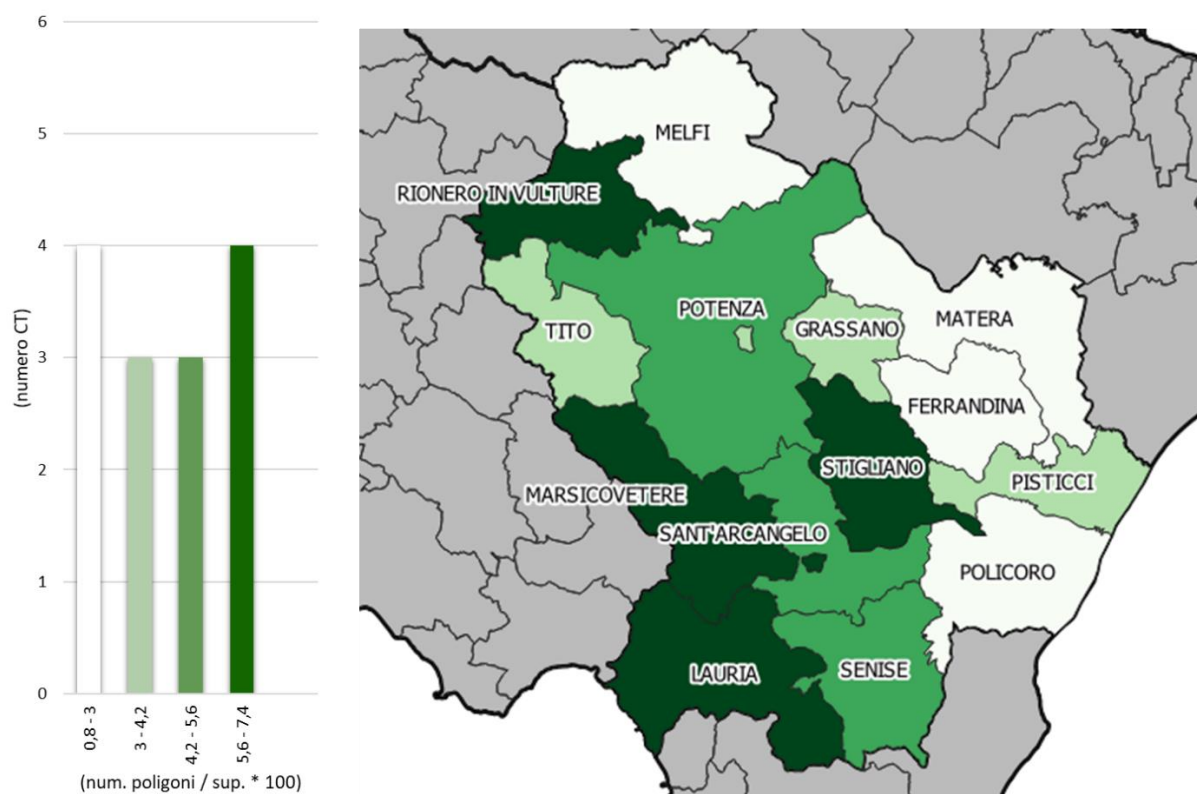 6
5
4
3
2
1
0
(numero CT)
0,8 - 3
3 - 4,2
4,2 - 5,6
5,6 - 7,4
(num. poligoni / sup. * 100)
MELFI
RIONERO IN VULTURE
POTENZA
TITO
GRASSANO
MATERA
FERRANDINA
STIGLIANO
PISTICCI
MARSICOVETERE
SANT'ARCANGELO
POLICORO
LAURIA
SENISE